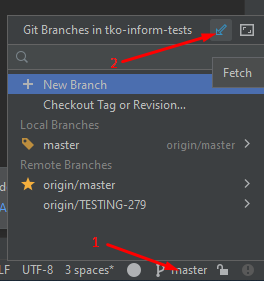 Git Branches in tko-inform-tests
2
Fetch
+ New Branch
Checkout Tag or Revision...
Local Branches
master origin/master >
Remote Branches
origin/master >
origin/TESTING-279 >
1
LF UTF-8 3 spaces* master